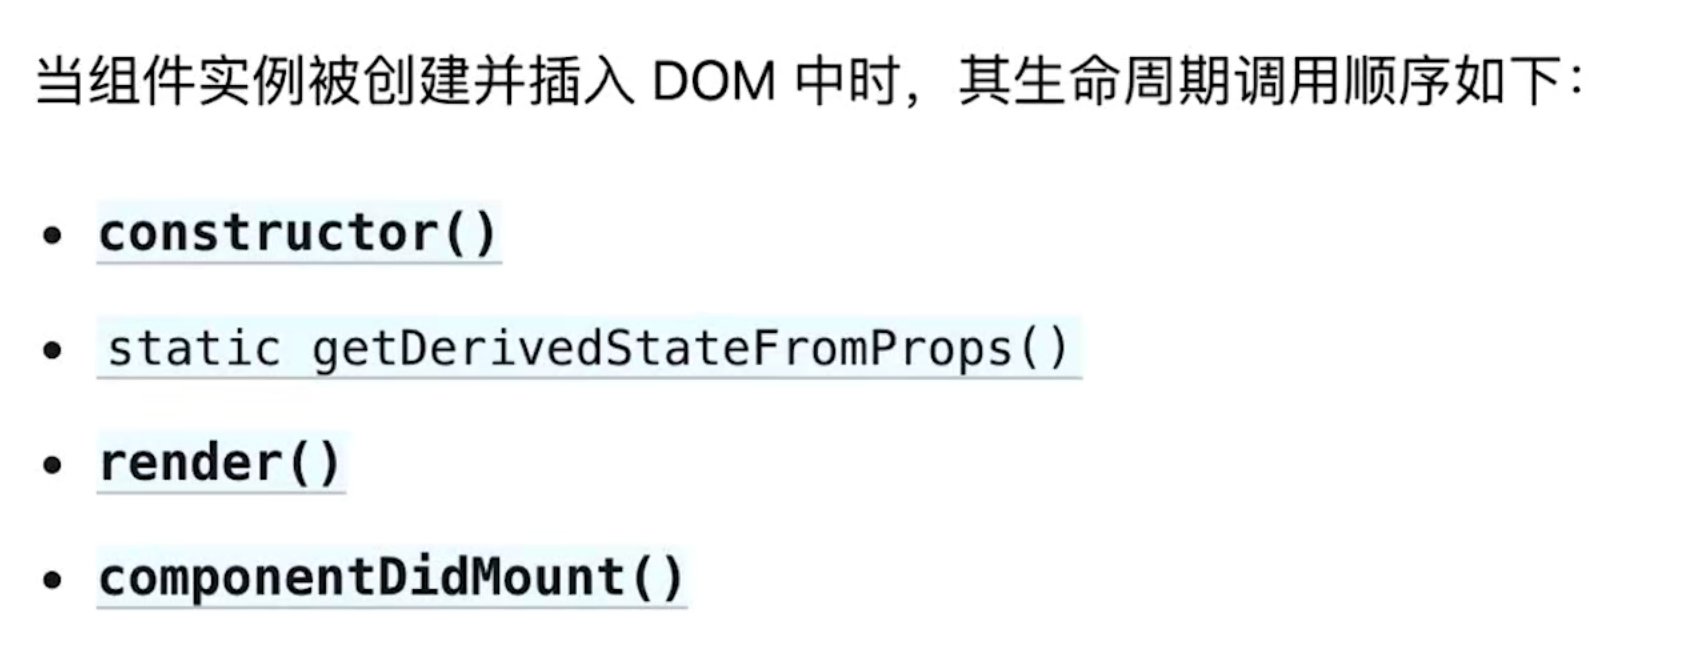 当组件实例被创建并插入 DOM 中时，其生命周期调用顺序如下：
• constructor()
• static getDerivedStateFromProps()
• render()
• componentDidMount()